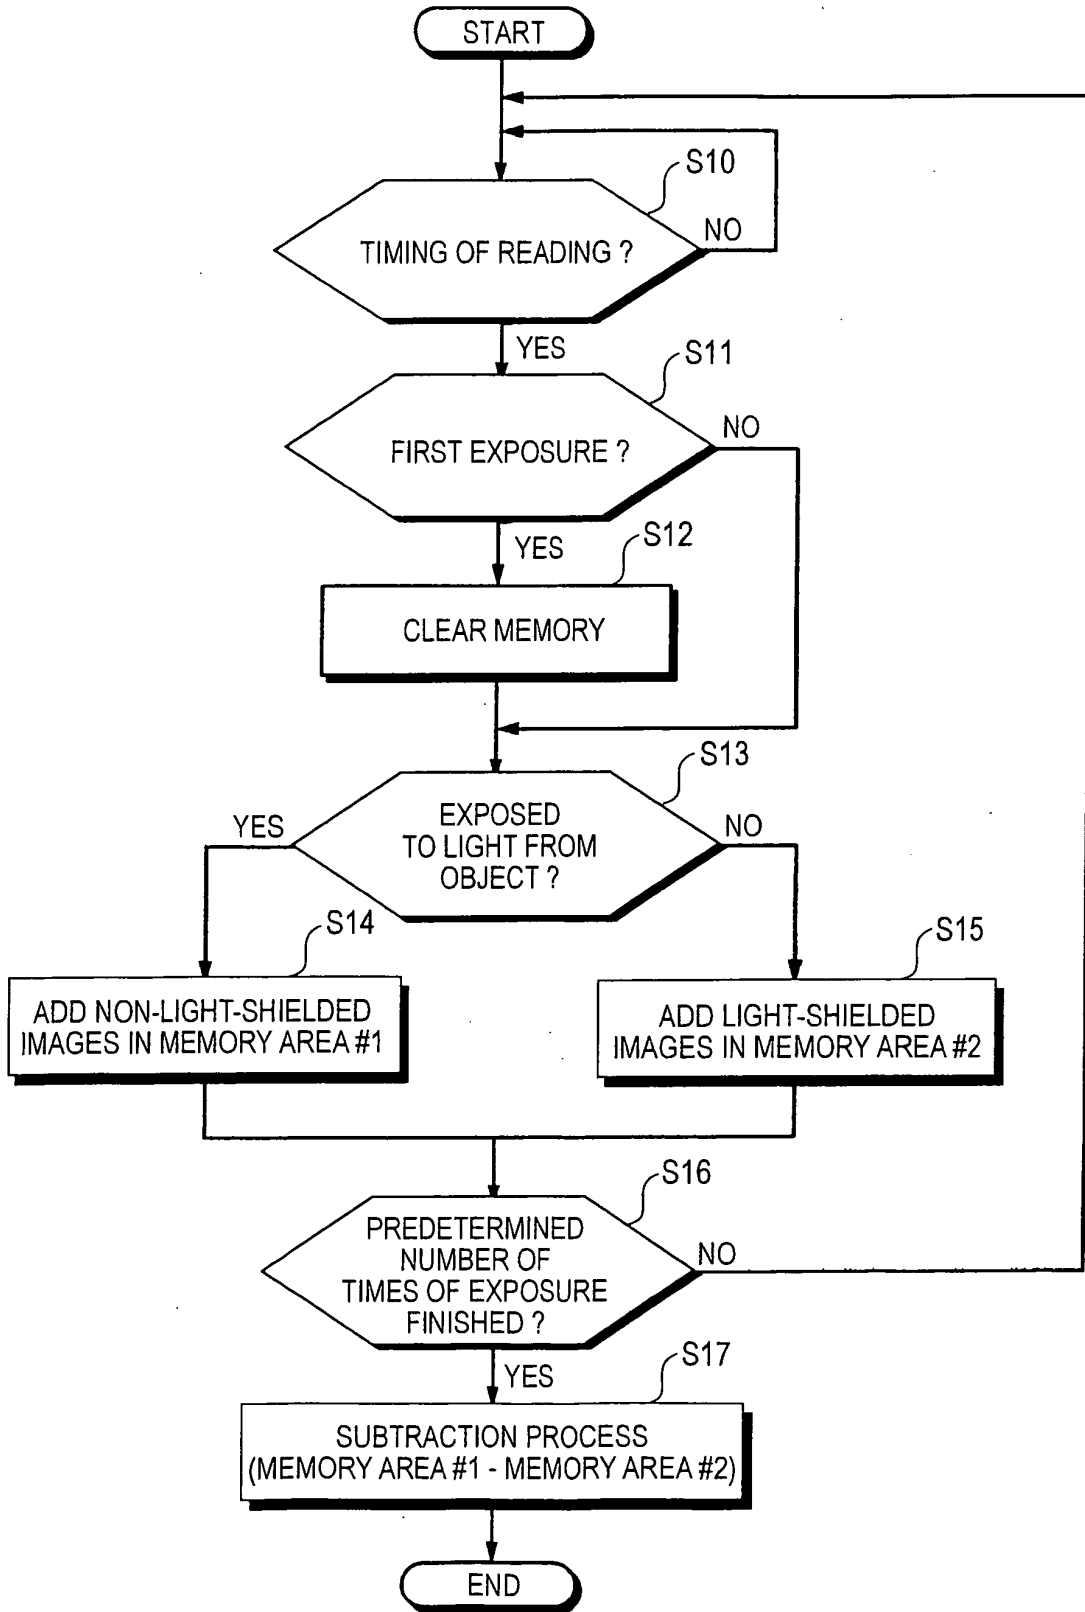 START
S10
NO
TIMING OF READING ?
YES
S11
NO
FIRST EXPOSURE ?
YES
S12
CLEAR MEMORY
S13
YES
EXPOSED
TO LIGHT FROM
OBJECT ?
NO
S14
S15
ADD NON-LIGHT-SHIELDED
IMAGES IN MEMORY AREA #1
ADD LIGHT-SHIELDED
IMAGES IN MEMORY AREA #2
S16
PREDETERMINED
NUMBER OF
TIMES OF EXPOSURE
FINISHED ?
NO
YES
S17
SUBTRACTION PROCESS
(MEMORY AREA #1 - MEMORY AREA #2)
END